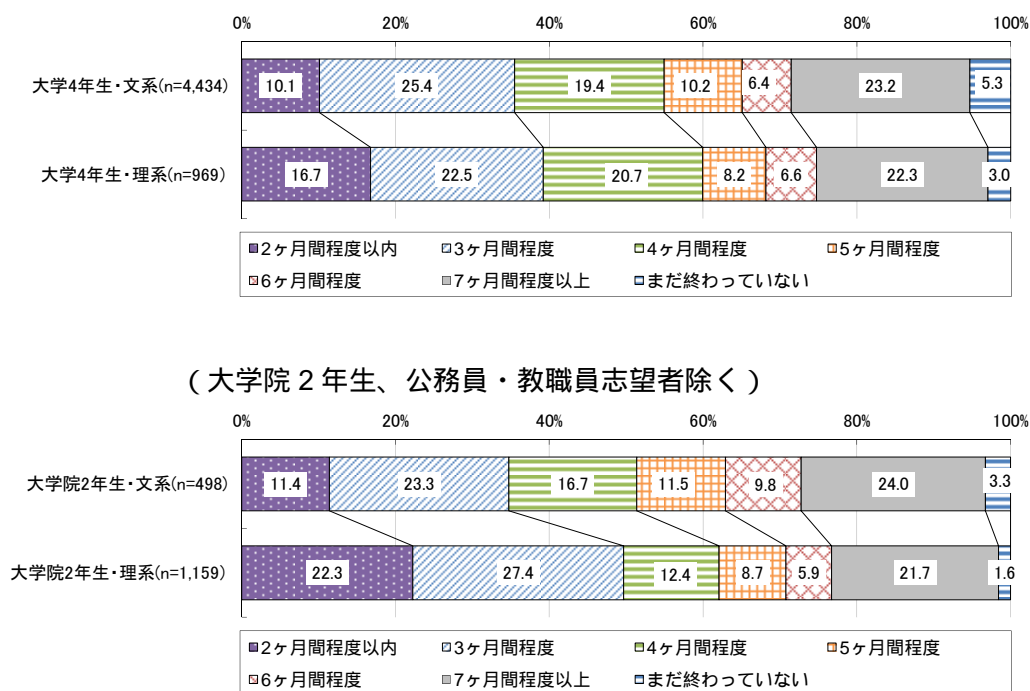 0% 20% 40% 60% 80% 100%
大学4年生・文系(n=4,434) 10.1 25.4 19.4 10.2 6.4 23.2 5.3
大学4年生・理系(n=969) 16.7 22.5 20.7 8.2 6.6 22.3 3.0
2ヶ月間程度以内 3ヶ月間程度 4ヶ月間程度 5ヶ月間程度
6ヶ月間程度 7ヶ月間程度以上 まだ終わっていない
(大学院2年生、公務員・教職員志望者除く)
0% 20% 40% 60% 80% 100%
大学院2年生・文系(n=498) 11.4 23.3 16.7 11.5 9.8 24.0 3.3
大学院2年生・理系(n=1,159) 22.3 27.4 12.4 8.7 5.9 21.7 1.6
2ヶ月間程度以内 3ヶ月間程度 4ヶ月間程度 5ヶ月間程度
6ヶ月間程度 7ヶ月間程度以上 まだ終わっていない